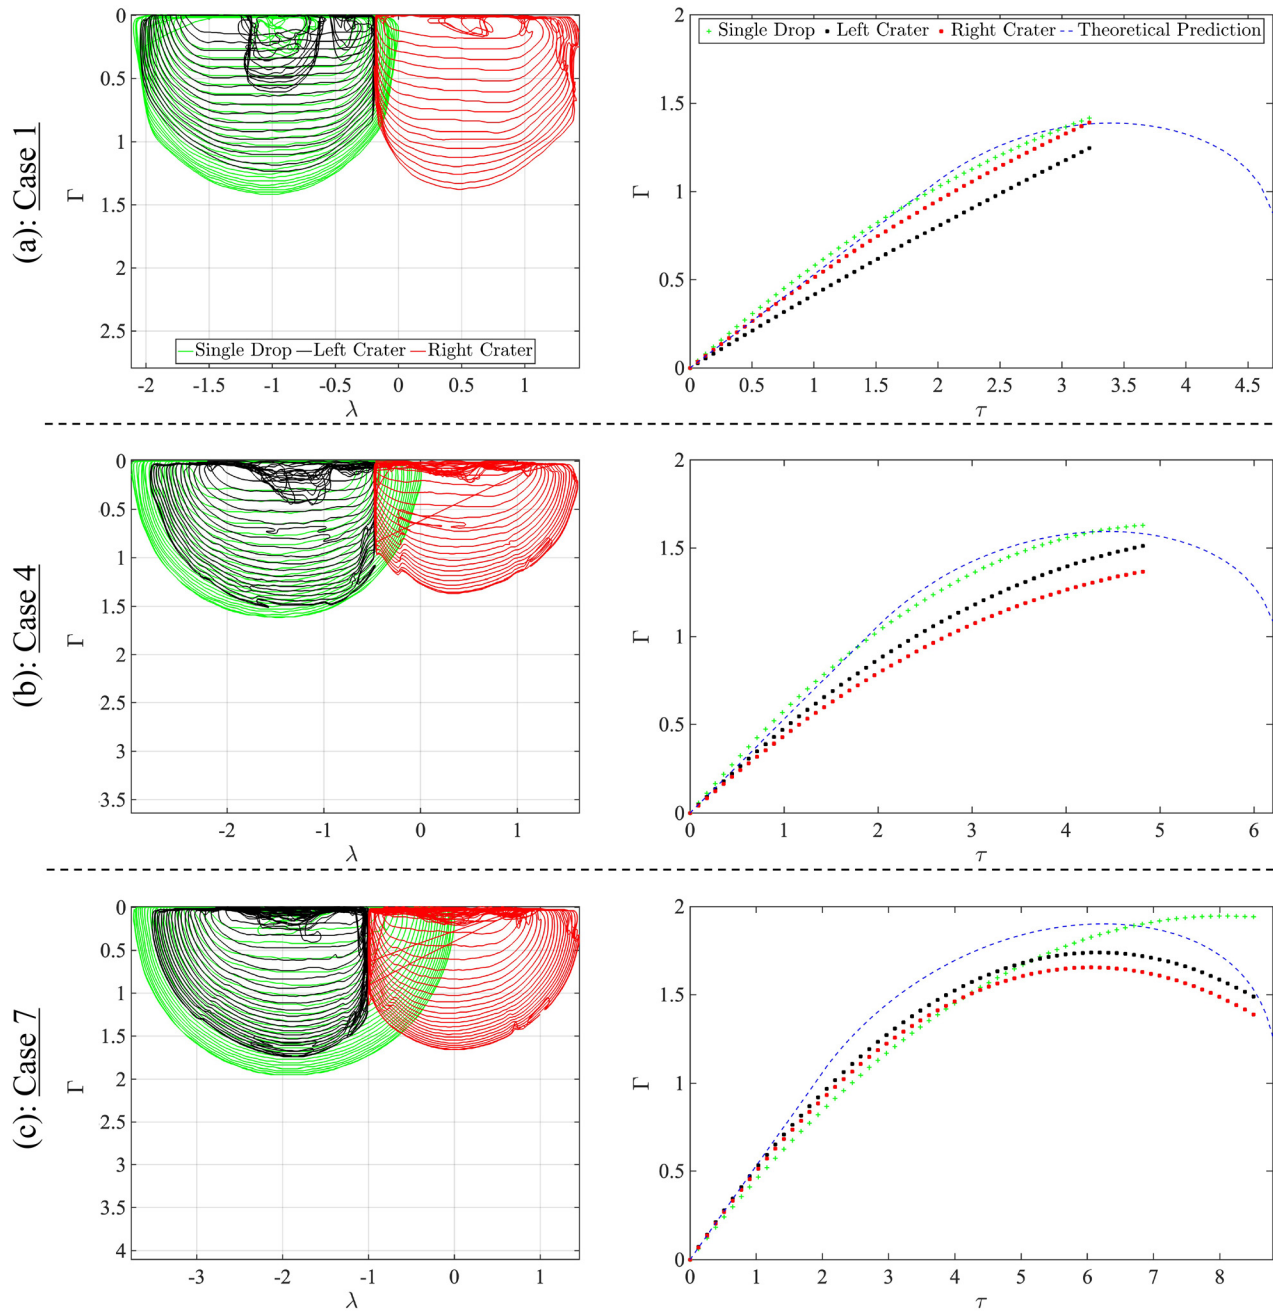 (a): Case 1
0
0.5
1
1.5
2
2.5
Γ
-2 -1.5 -1 -0.5 0 0.5 1
λ
Single Drop Left Crater Right Crater
2
1.5
1
0.5
0
Γ
0 0.5 1 1.5 2 2.5 3 3.5 4 4.5
τ
Single Drop Left Crater Right Crater Theoretical Prediction
(b): Case 4
0
0.5
1
1.5
2
2.5
3
3.5
Γ
-2 -1 0 1
λ
2
1.5
1
0.5
0
Γ
0 1 2 3 4 5 6
τ
(c): Case 7
0
0.5
1
1.5
2
2.5
3
3.5
4
Γ
-3 -2 -1 0 1
λ
2
1.5
1
0.5
0
Γ
0 1 2 3 4 5 6 7 8
τ